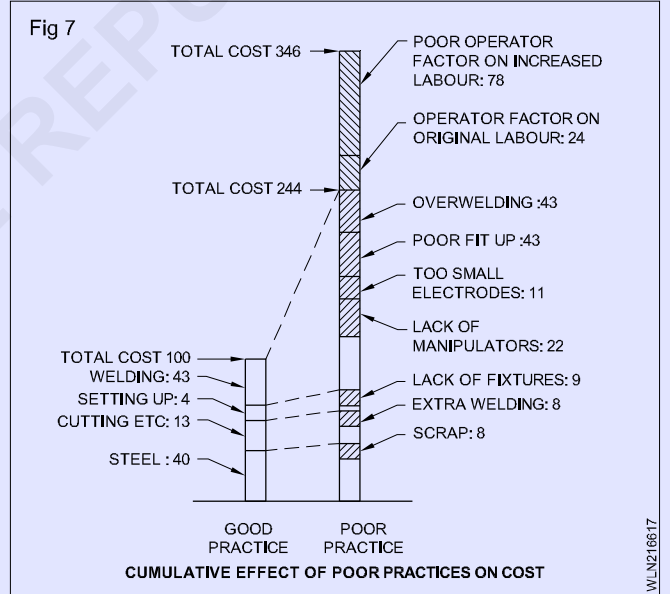 Fig 7
TOTAL COST 346
POOR OPERATOR
FACTOR ON INCREASED
LABOUR: 78
OPERATOR FACTOR ON
ORIGINAL LABOUR: 24
TOTAL COST 244
OVERWELDING :43
POOR FIT UP :43
TOO SMALL
ELECTRODES: 11
LACK OF
MANIPULATORS: 22
TOTAL COST 100
WELDING: 43
SETTING UP: 4
CUTTING ETC: 13
STEEL : 40
LACK OF FIXTURES: 9
EXTRA WELDING: 8
SCRAP: 8
GOOD
PRACTICE
POOR
PRACTICE
CUMULATIVE EFFECT OF POOR PRACTICES ON COST
WLN216617